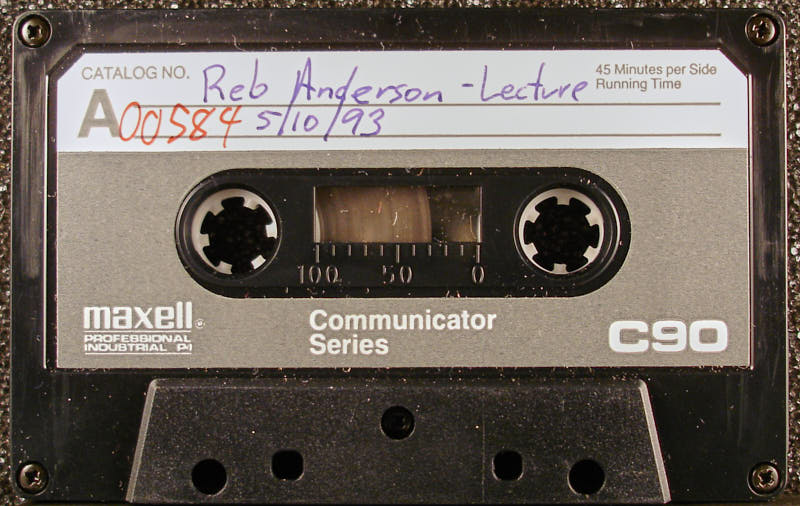 CATALOG NO. Reb Anderson - Lecture
45 Minutes per Side
Running Time
A 00584 5/10/93
100 50 0
maxell
PROFESSIONAL
INDUSTRIAL P/I
Communicator
Series
C90